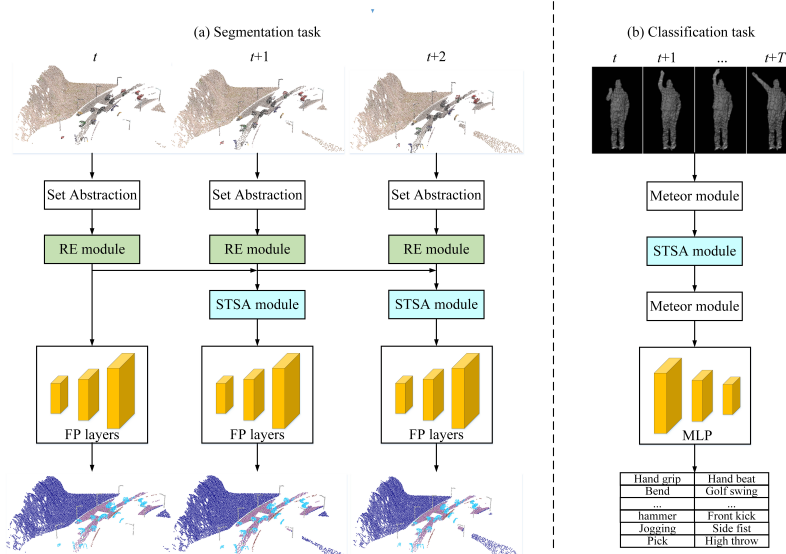 (a) Segmentation task
t
t+1
t+2
Set Abstraction
Set Abstraction
Set Abstraction
RE module
RE module
RE module
STSA module
STSA module
FP layers
FP layers
FP layers
(b) Classification task
t
t+1
...
t+T
Meteor module
STSA module
Meteor module
MLP
Hand grip Hand beat
Bend Golf swing
... ...
hammer Front kick
Jogging Side fist
Pick High throw